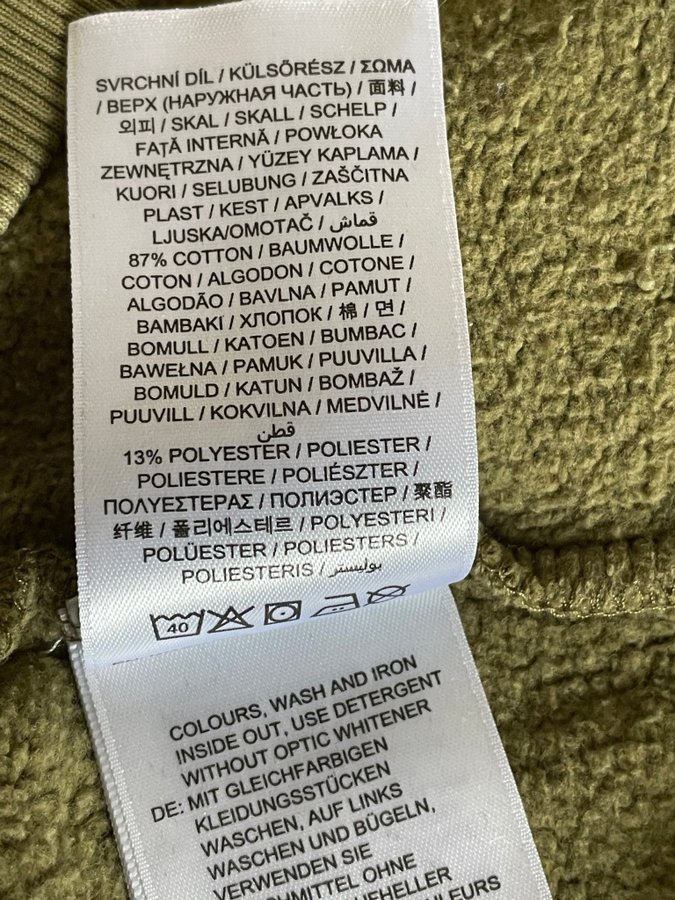 SVRCHNÍ DÍL / KÜLSŐRÉSZ / ΣΩΜΑ
/ ВЕРХ (НАРУЖНАЯ ЧАСТЬ) / 面料 /
외피 / SKAL / SKALL / SCHELP /
FAȚĂ INTERNĂ / POWŁOKA
ZEWNĘTRZNA / YÜZEY KAPLAMA /
KUORI / SELUBUNG / ZAŠČITNA
PLAST / KEST / APVALKS /
LJUSKA/OMOTAČ / قماش /
87% COTTON / BAUMWOLLE /
COTON / ALGODON / COTONE /
ALGODÃO / BAVLNA / PAMUT /
BAMBAKI / ХЛОПОК / 棉 / 면 /
BOMULL / KATOEN / BUMBAC /
BAWEŁNA / PAMUK / PUUVILLA /
BOMULD / KATUN / BOMBAŽ /
PUUVILL / KOKVILNA / MEDVILNĖ /
قطن
13% POLYESTER / POLIESTER /
POLIESTERE / POLIÉSZTER /
ΠΟΛΥΕΣΤΕΡΑΣ / ПОЛИЭСТЕР / 聚酯
纤维 / 폴리에스테르 / POLYESTERI /
POLÜESTER / POLIESTERS /
POLIESTERIS / بوليستر
40
COLOURS, WASH AND IRON
INSIDE OUT, USE DETERGENT
WITHOUT OPTIC WHITENER
DE: MIT GLEICHFARBIGEN
KLEIDUNGSSTÜCKEN
WASCHEN, AUF LINKS
WASCHEN UND BÜGELN,
VERWENDEN SIE
SCHMITTEL OHNE
UFHELLER
ULEURS